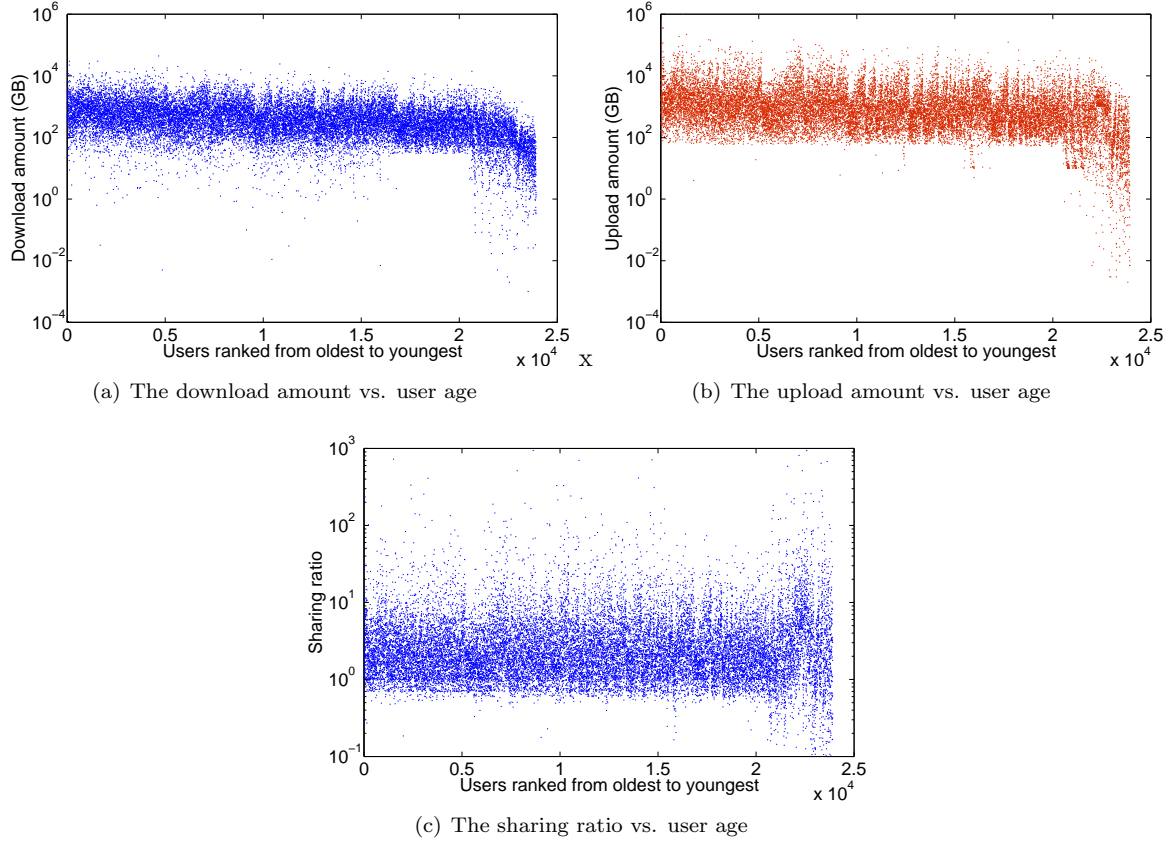 10^6
10^4
10^2
10^0
10^-2
10^-4
Download amount (GB)
0 0.5 1 1.5 2 2.5
Users ranked from oldest to youngest
x 10^4
x
(a) The download amount vs. user age
10^6
10^4
10^2
10^0
10^-2
10^-4
Upload amount (GB)
0 0.5 1 1.5 2 2.5
Users ranked from oldest to youngest
x 10^4
(b) The upload amount vs. user age
10^3
10^2
10^1
10^0
10^-1
Sharing ratio
0 0.5 1 1.5 2 2.5
Users ranked from oldest to youngest
x 10^4
(c) The sharing ratio vs. user age